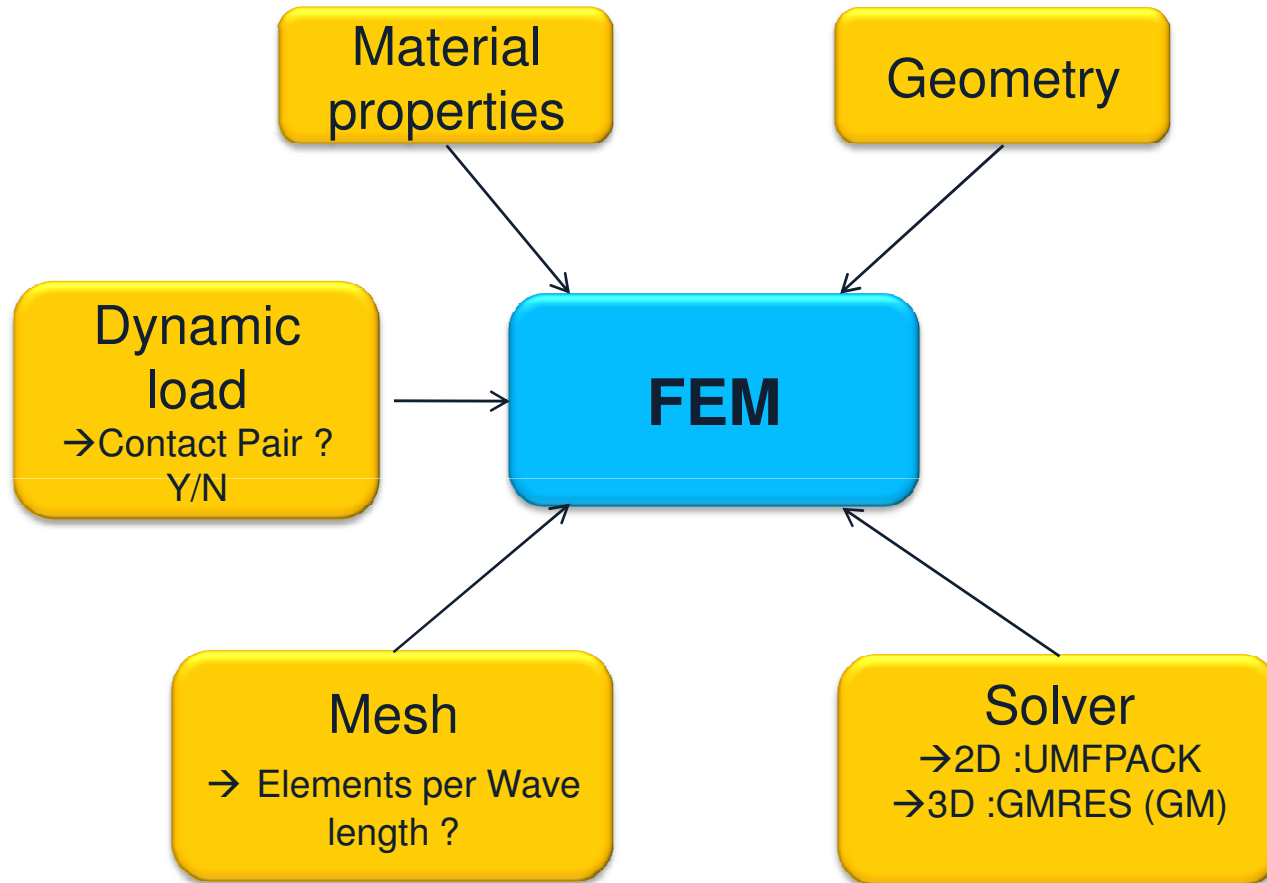 Material
properties
Geometry
Dynamic
load
→Contact Pair ?
Y/N
FEM
Mesh
→ Elements per Wave
length ?
Solver
→2D :UMFPACK
→3D :GMRES (GM)